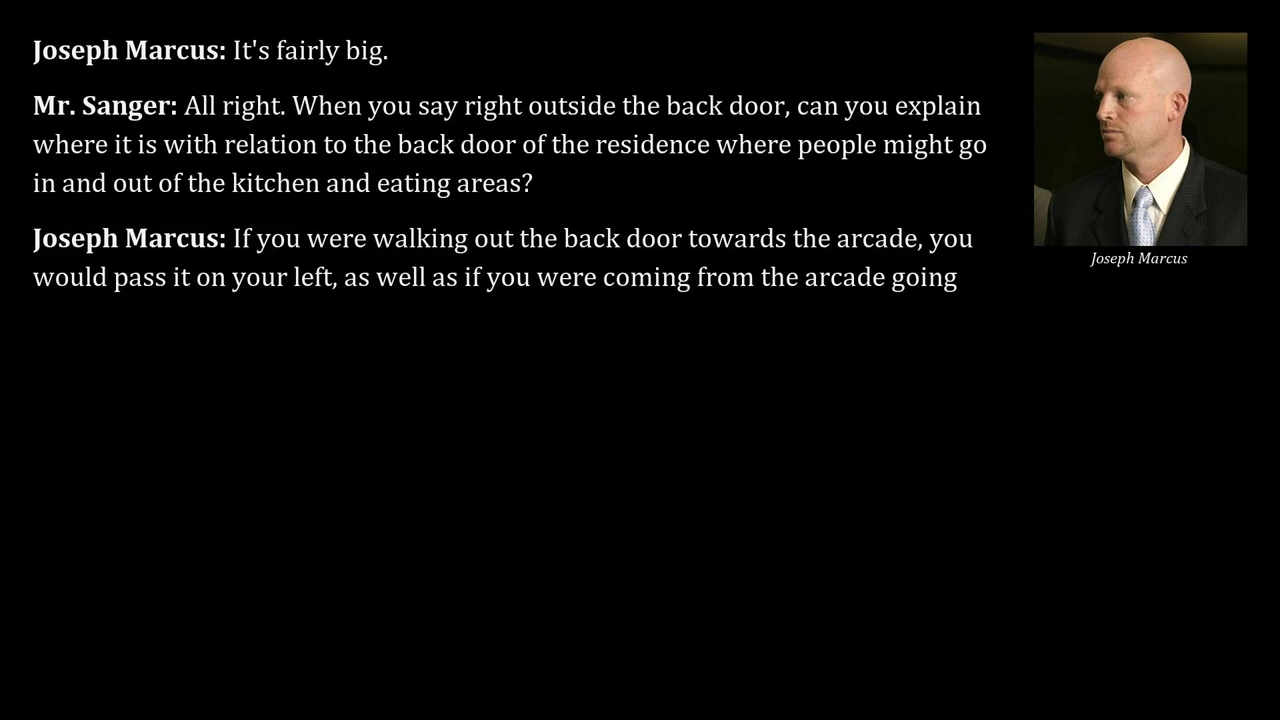 Joseph Marcus: It's fairly big.
Mr. Sanger: All right. When you say right outside the back door, can you explain
where it is with relation to the back door of the residence where people might go
in and out of the kitchen and eating areas?
Joseph Marcus: If you were walking out the back door towards the arcade, you
would pass it on your left, as well as if you were coming from the arcade going
Joseph Marcus